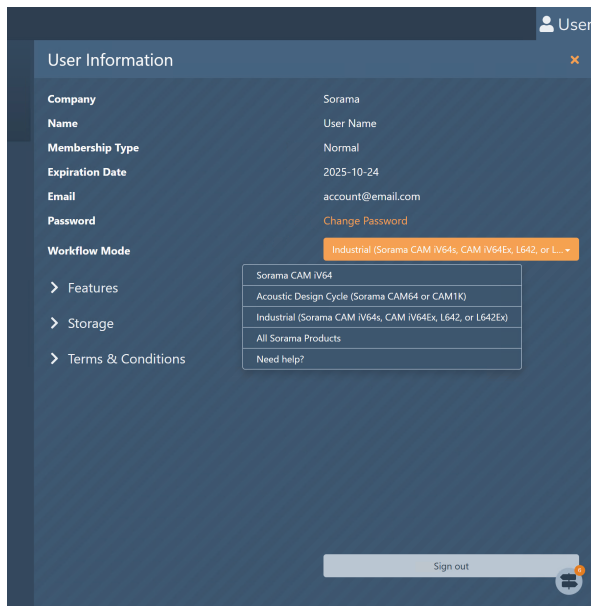 User
User Information
Company Sorama
Name User Name
Membership Type Normal
Expiration Date 2025-10-24
Email account@email.com
Password Change Password
Workflow Mode Industrial (Sorama CAM iV64s, CAM iV64Ex, L642, or L...
Sorama CAM iV64
Features
Acoustic Design Cycle (Sorama CAM64 or CAM1K)
Industrial (Sorama CAM iV64s, CAM iV64Ex, L642, or L642Ex)
Storage
All Sorama Products
Terms & Conditions
Need help?
Sign out
6